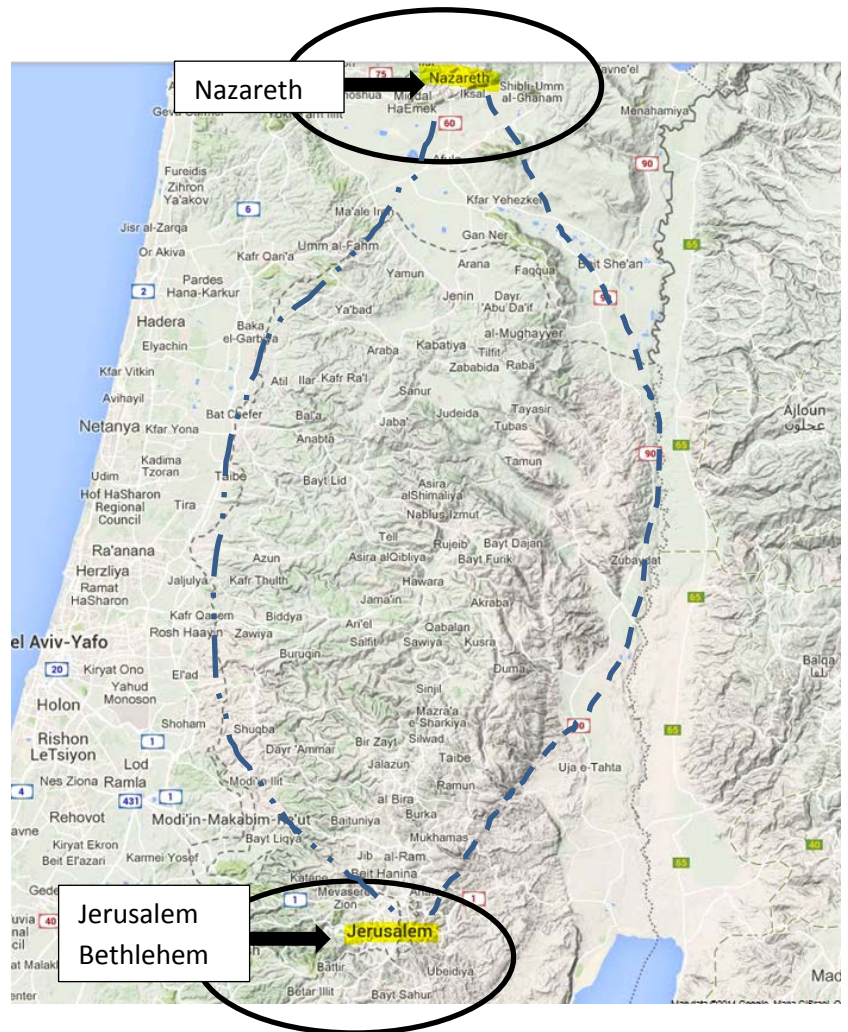 Nazareth
75
Nazareth
Shibli-Umm
al-Ghanam
Iksal
Migdal
HaEmek
60
Afula
Menahamiya
90
Fureidis
Zihron
Ya'akov
6
Ma'ale Iron
Kfar Yehezkel
Jisr al-Zarqa
Or Akiva
Umm al-Fahm
Kafr Qari'a
Gan Ner
65
Arana
Faqqua
Beit She'an
Pardes
Hana-Karkur
Yamun
2
Jenin
Dayr
'Abu Da'if
90
Hadera
Ya'bad
al-Mughayyer
Elyachin
Baka
el-Garbiya
Araba
Kabatiya
Tilfit
Zababida
Raba
Kfar Vitkin
Atil
Illar
Kafr Ra'l
Sanur
Avihayil
Bat Chefer
Bal'a
Jaba'
Judeida
Tayasir
Tubas
Ajloun
عجلون
Netanya
Kfar Yona
Anabta
65
90
Kadima
Tzoran
Tamun
Udim
Taibe
Bayt Lid
Asira
alShimaliya
Hof HaSharon
Regional
Council
Tira
Nablus
Izmut
Ra'anana
Tell
Rujeib
Bayt Dajan
Herzliya
Azun
Asira alQibliya
Bayt Furik
Zubaydat
Ramat
HaSharon
Jaljulya
Kafr Thulth
Hawara
Jama'in
Akraba
65
Kafr Qasem
Biddya
el Aviv-Yafo
Rosh Haayin
Zawiya
Ari'el
Salfit
Qabalan
Sawiya
Kusra
20
Kiryat Ono
Buruqin
Duma
Balqa
Yahud
Monoson
El'ad
Holon
Sinjil
Shoham
Mazra'a
e-Sharkiya
Rishon
LeTsiyon
1
Shuqba
Bir Zayt
Silwad
90
Lod
Dayr 'Ammar
Jalazun
Taibe
Uja e-Tahta
Nes Ziona
Ramla
Modi'in Ilit
Ramun
4
431
1
al Bira
Rehovot
Modi'in-Makabim-Re'ut
Baituniya
Burka
40
Kiryat Ekron
Bayt Liqya
Mukhamas
Beit El'azari
Karmei Yosef
Jib
al-Ram
65
Beit Hanina
Mevaseret
Zion
1
1
Jerusalem
Bethlehem
40
Jerusalem
Battir
Ubeidiya
Betar Illit
Bayt Sahur